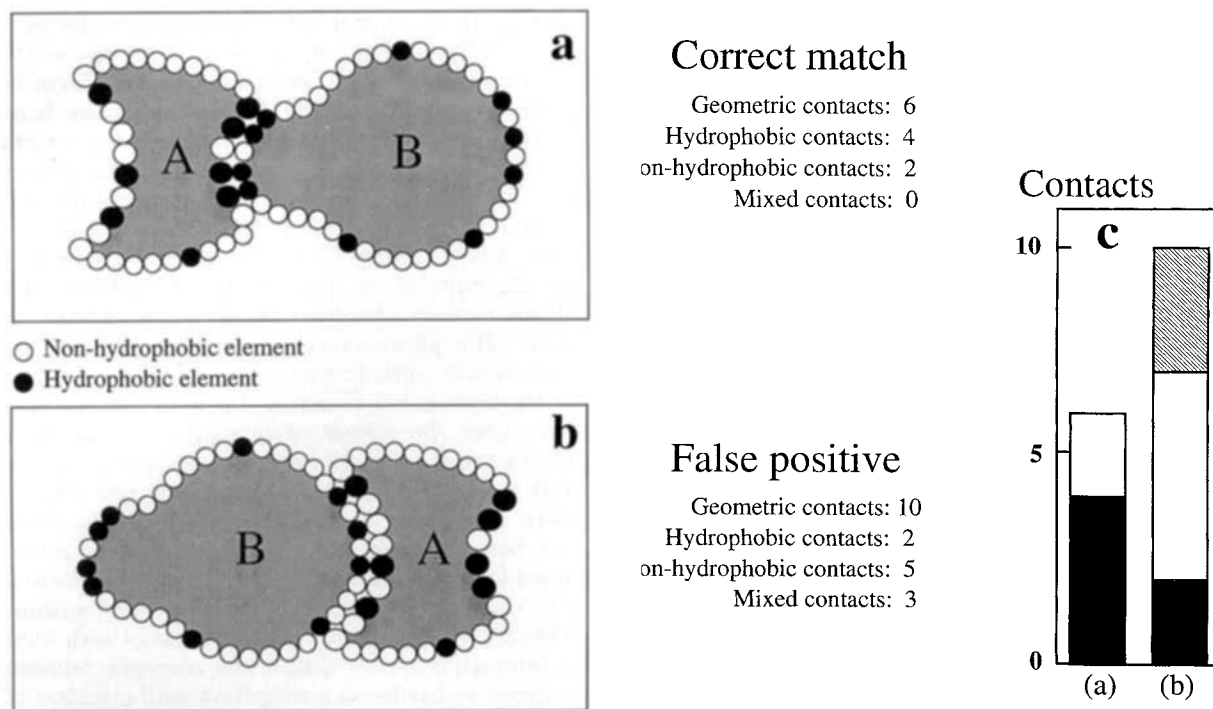 a
A
B
Non-hydrophobic element
Hydrophobic element
b
B
A
Correct match
Geometric contacts: 6
Hydrophobic contacts: 4
on-hydrophobic contacts: 2
Mixed contacts: 0
False positive
Geometric contacts: 10
Hydrophobic contacts: 2
on-hydrophobic contacts: 5
Mixed contacts: 3
Contacts
c
10
5
0
(a) (b)